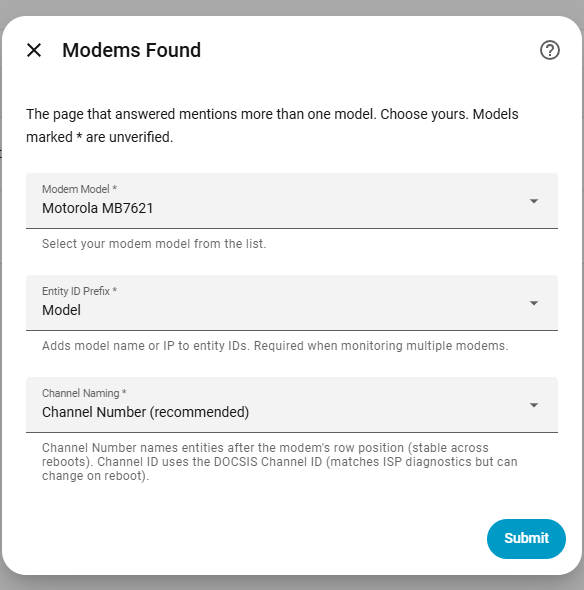 Modems Found
The page that answered mentions more than one model. Choose yours. Models
marked * are unverified.
Modem Model *
Motorola MB7621
Select your modem model from the list.
Entity ID Prefix *
Model
Adds model name or IP to entity IDs. Required when monitoring multiple modems.
Channel Naming *
Channel Number (recommended)
Channel Number names entities after the modem's row position (stable across
reboots). Channel ID uses the DOCSIS Channel ID (matches ISP diagnostics but can
change on reboot).
Submit